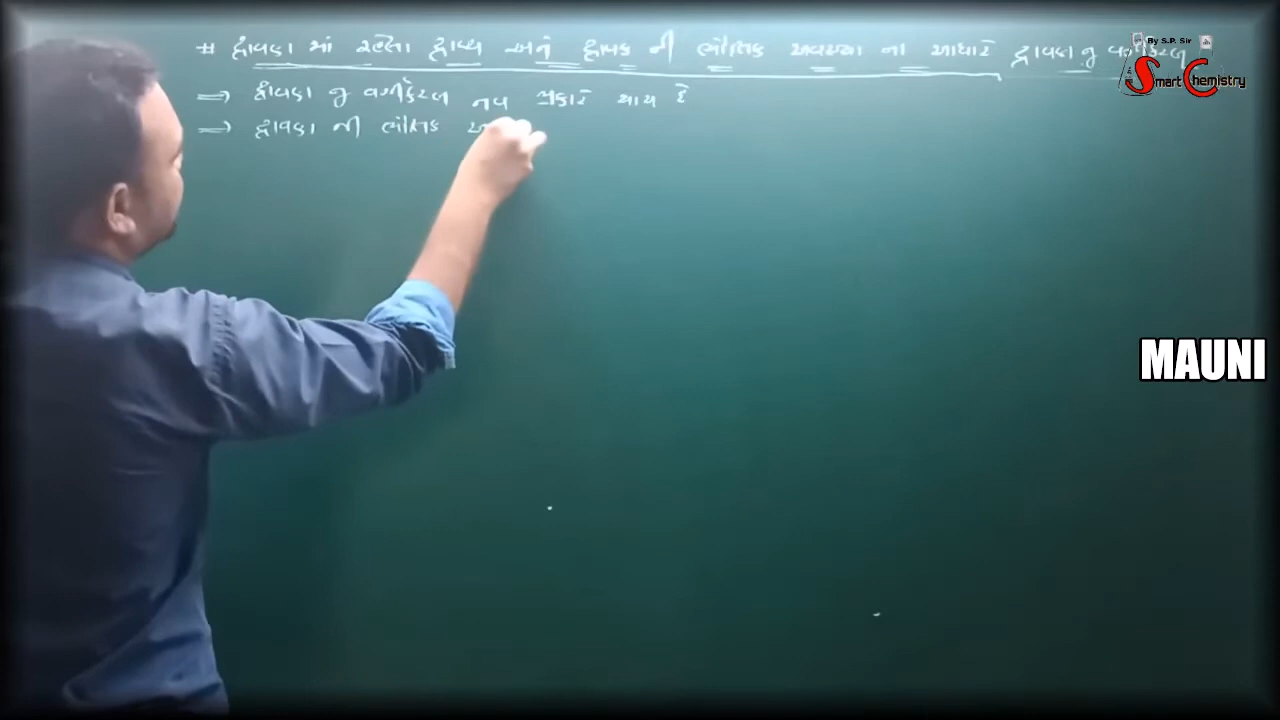 # દ્રાવણ માં રહેલા દ્રાવ્ય અને દ્રાવક ની ભૌતિક અવસ્થા ના આધારે દ્રાવણ નુ વર્ગીકરણ
⇒ દ્રાવણ નુ વર્ગીકરણ નવ પ્રકારે થાય છે
⇒ દ્રાવણ ની ભૌતિક
By S.P. Sir
Smart Chemistry
MAUNI